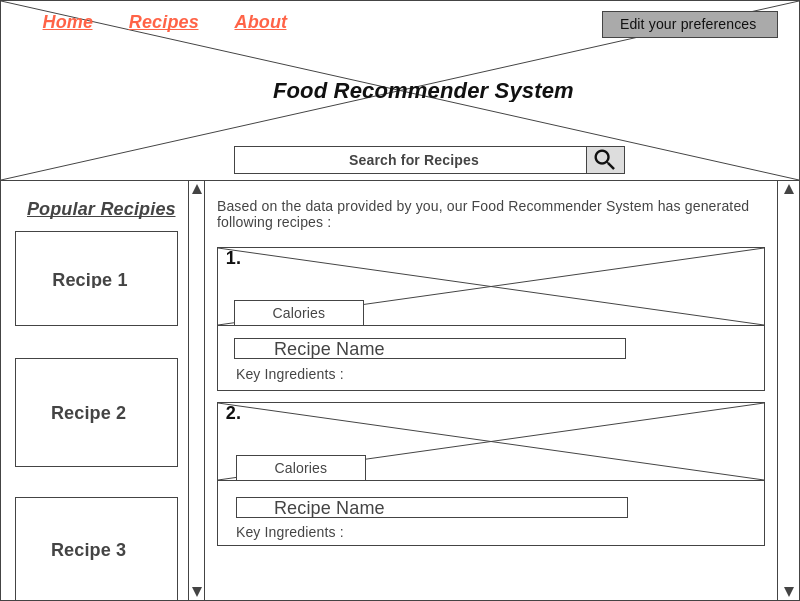 Home Recipes About
Edit your preferences
Food Recommender System
Search for Recipes
Popular Recipies
Recipe 1
Recipe 2
Recipe 3
Based on the data provided by you, our Food Recommender System has generated
following recipes :
1.
Calories
Recipe Name
Key Ingredients :
2.
Calories
Recipe Name
Key Ingredients :